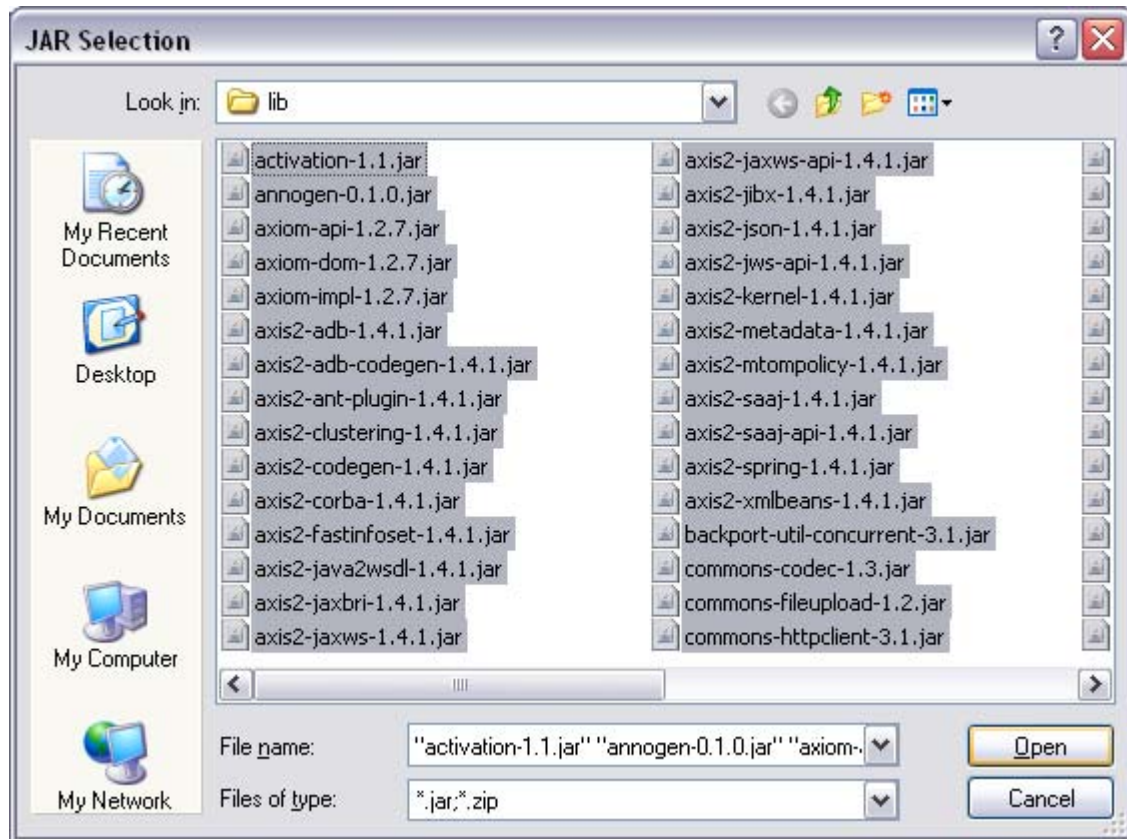 JAR Selection
Look in:
lib
My Recent
Documents
Desktop
My Documents
My Computer
My Network
activation-1.1.jar
annogen-0.1.0.jar
axiom-api-1.2.7.jar
axiom-dom-1.2.7.jar
axiom-impl-1.2.7.jar
axis2-adb-1.4.1.jar
axis2-adb-codegen-1.4.1.jar
axis2-ant-plugin-1.4.1.jar
axis2-clustering-1.4.1.jar
axis2-codegen-1.4.1.jar
axis2-corba-1.4.1.jar
axis2-fastinfoset-1.4.1.jar
axis2-java2wsdl-1.4.1.jar
axis2-jaxbri-1.4.1.jar
axis2-jaxws-1.4.1.jar
axis2-jaxws-api-1.4.1.jar
axis2-jibx-1.4.1.jar
axis2-json-1.4.1.jar
axis2-jws-api-1.4.1.jar
axis2-kernel-1.4.1.jar
axis2-metadata-1.4.1.jar
axis2-mtompolicy-1.4.1.jar
axis2-saaj-1.4.1.jar
axis2-saaj-api-1.4.1.jar
axis2-spring-1.4.1.jar
axis2-xmlbeans-1.4.1.jar
backport-util-concurrent-3.1.jar
commons-codec-1.3.jar
commons-fileupload-1.2.jar
commons-httpclient-3.1.jar
File name:
"activation-1.1.jar" "annogen-0.1.0.jar" "axiom-
Open
Files of type:
*.jar;*.zip
Cancel